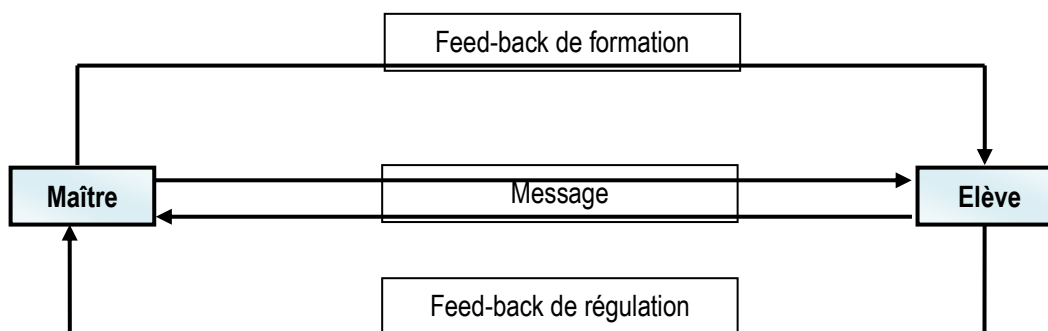 Feed-back de formation
Maître
Message
Elève
Feed-back de régulation